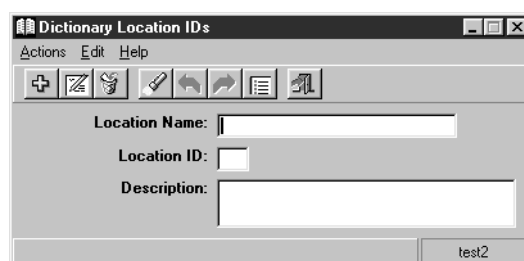 Dictionary Location IDs
Actions Edit Help
Location Name:
Location ID:
Description:
test2